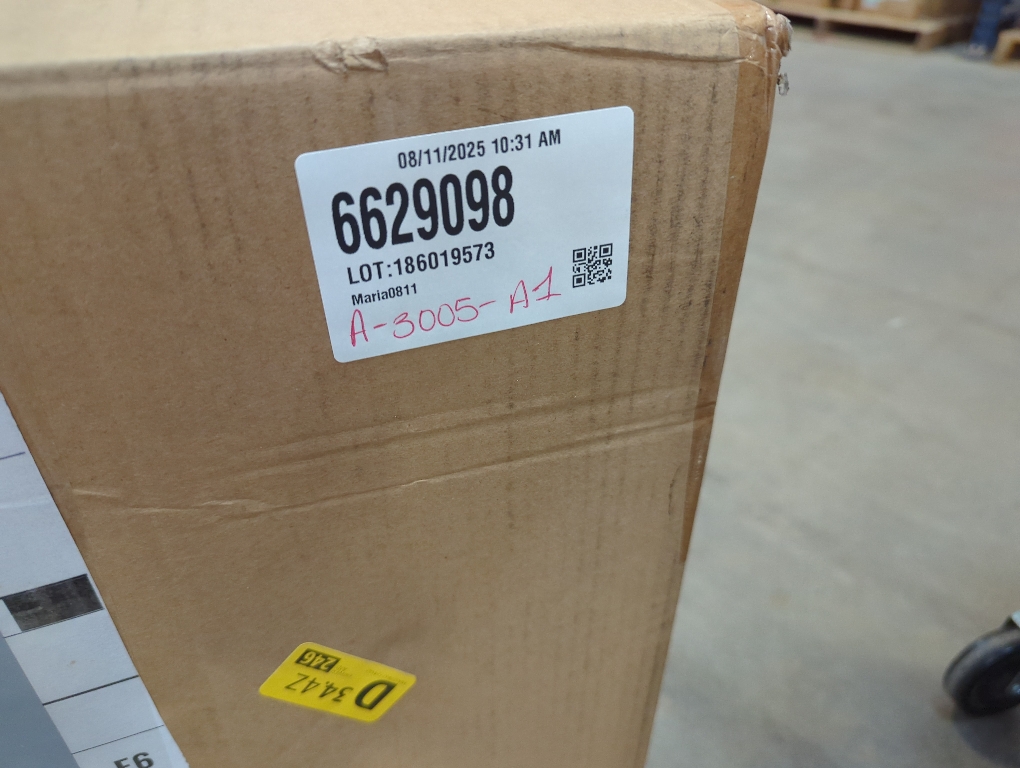 08/11/2025 10:31 AM
6629098
LOT:186019573
Maria0811
A-3005-A1
D
34.4Z
246